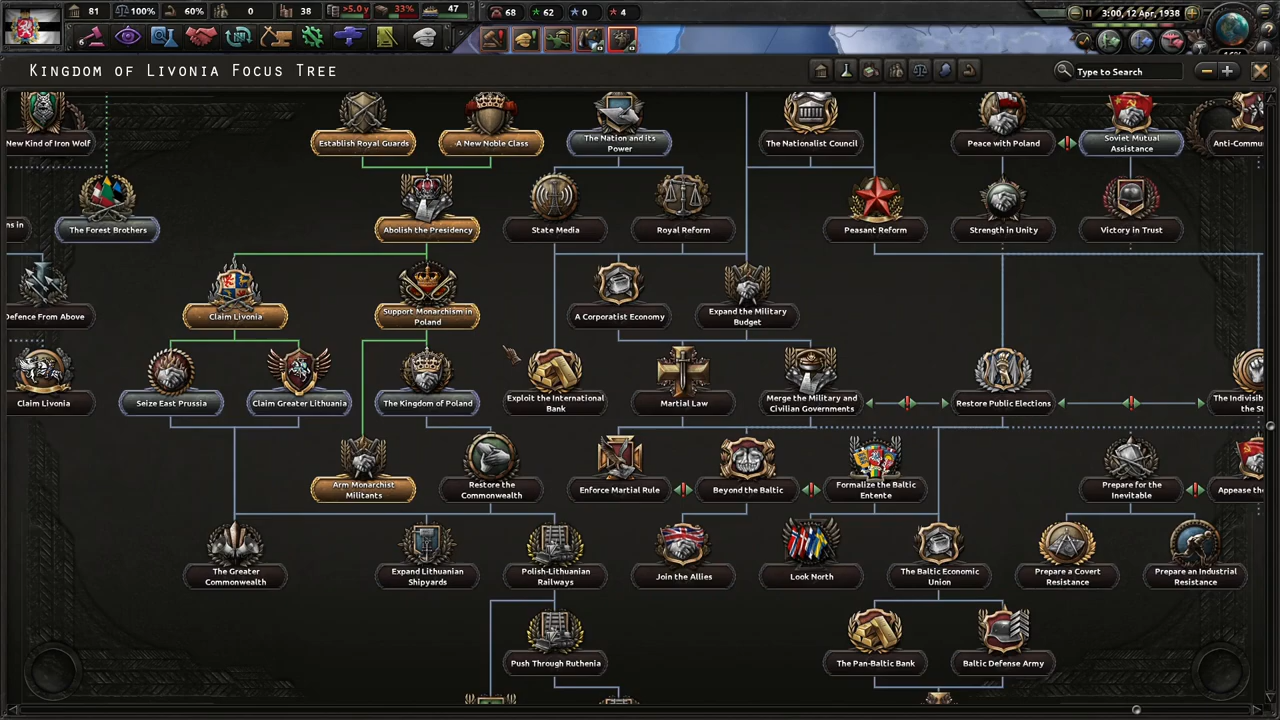 81 100% 60% 0 38 >5.0 y 33% 47 68 62 0 4 3:00, 12 Apr, 1938
6
Kingdom of Livonia Focus Tree
Type to Search
New Kind of Iron Wolf
Establish Royal Guards
A New Noble Class
The Nation and its
Power
The Nationalist Council
Peace with Poland
Soviet Mutual
Assistance
Anti-Commu
ns in
The Forest Brothers
Abolish the Presidency
State Media
Royal Reform
Peasant Reform
Strength in Unity
Victory in Trust
Defence From Above
Claim Livonia
Support Monarchism in
Poland
A Corporatist Economy
Expand the Military
Budget
Claim Livonia
Seize East Prussia
Claim Greater Lithuania
The Kingdom of Poland
Exploit the International
Bank
Martial Law
Merge the Military and
Civilian Governments
Restore Public Elections
The Indivisib
the St
Arm Monarchist
Militants
Restore the
Commonwealth
Enforce Martial Rule
Beyond the Baltic
Formalize the Baltic
Entente
Prepare for the
Inevitable
Appease the
The Greater
Commonwealth
Expand Lithuanian
Shipyards
Polish-Lithuanian
Railways
Join the Allies
Look North
The Baltic Economic
Union
Prepare a Covert
Resistance
Prepare an Industrial
Resistance
Push Through Ruthenia
The Pan-Baltic Bank
Baltic Defense Army